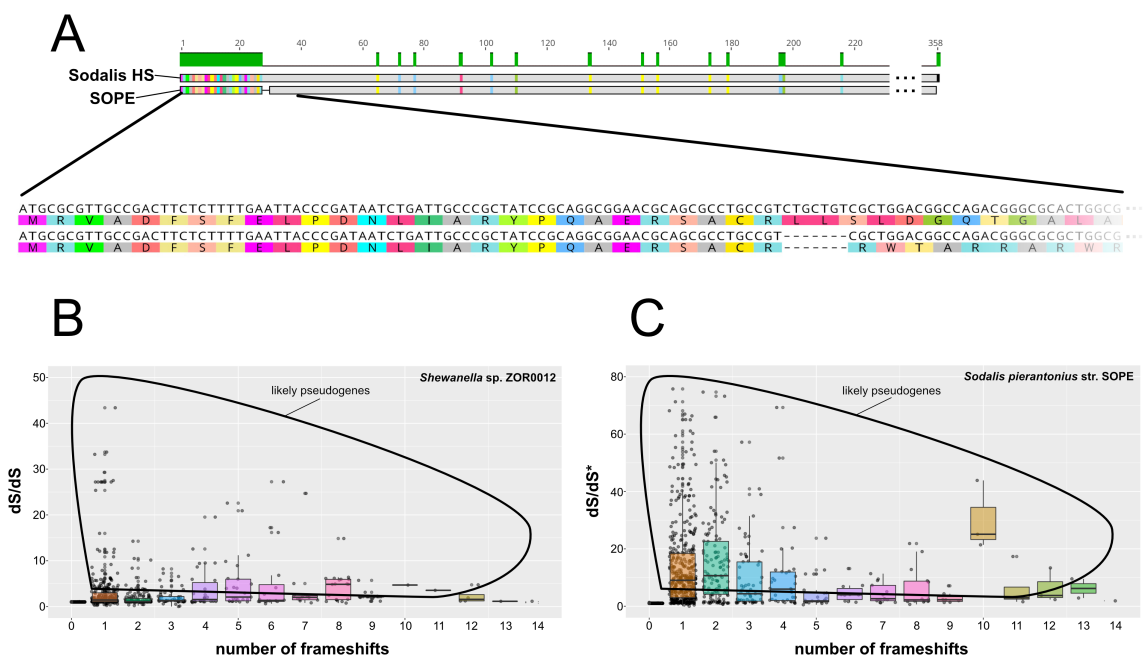 A
1 20 40 60 80 100 120 140 160 180 200 220 358
Sodalis HS
...
SOPE
...
ATGCGCGTTGCCGACTTCTCTTTTGAATTACCCGATAATCTGATTGCCCGCTATCCGCAGGCGGAACGCAGCGCCTGCCGTCTGCTGTCGCTGGACGGCCAGACGGGCGCACTGGCG...
M R V A D F S F E L P D N L I A R Y P Q A E R S A C R L L S L D G Q T G A L A
ATGCGCGTTGCCGACTTCTCTTTTGAATTACCCGATAATCTGATTGCCCGCTATCCGCAGGCGGAACGCAGCGCCTGCCGT-------CGCTGGACGGCCAGACGGGCGCGCTGGCG...
M R V A D F S F E L P D N L I A R Y P Q A E R S A C R R W T A R R A R W R
B
Shewanella sp. ZOR0012
likely pseudogenes
dS/dS
50
40
30
20
10
0
0 1 2 3 4 5 6 7 8 9 10 11 12 13 14
number of frameshifts
C
Sodalis pierantonius str. SOPE
likely pseudogenes
dS/dS*
80
60
40
20
0
0 1 2 3 4 5 6 7 8 9 10 11 12 13 14
number of frameshifts